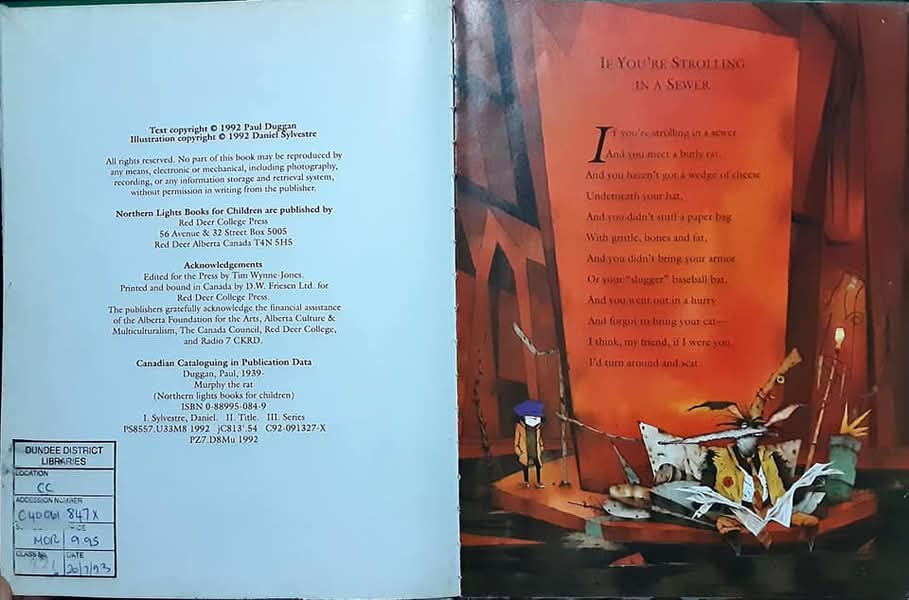 Text copyright © 1992 Paul Duggan
Illustration copyright © 1992 Daniel Sylvestre
All rights reserved. No part of this book may be reproduced by
any means, electronic or mechanical, including photography,
recording, or any information storage and retrieval system,
without permission in writing from the publisher.
Northern Lights Books for Children are published by
Red Deer College Press
56 Avenue & 32 Street Box 5005
Red Deer Alberta Canada T4N 5H5
Acknowledgements
Edited for the Press by Tim Wynne-Jones.
Printed and bound in Canada by D.W. Friesen Ltd. for
Red Deer College Press.
The publishers gratefully acknowledge the financial assistance
of the Alberta Foundation for the Arts, Alberta Culture &
Multiculturalism, The Canada Council, Red Deer College,
and Radio 7 CKRD.
Canadian Cataloguing in Publication Data
Duggan, Paul, 1939-
Murphy the rat
(Northern lights books for children)
ISBN 0-88995-084-9
I. Sylvestre, Daniel. II. Title. III. Series
PS8557.U33M8 1992 jC813'.54 C92-091327-X
PZ7.D8Mu 1992
DUNDEE DISTRICT
LIBRARIES
LOCATION
CC
ACCESSION NUMBER
C40061 847X
MOR 9.95
CLASS No. DATE
821 20/7/93
IF YOU'RE STROLLING
IN A SEWER
If you're strolling in a sewer
And you meet a burly rat,
And you haven't got a wedge of cheese
Underneath your hat,
And you didn't stuff a paper bag
With gristle, bones and fat,
And you didn't bring your armor
Or your "slugger" baseball bat,
And you went out in a hurry
And forgot to bring your cat—
I think, my friend, if I were you,
I'd turn around and scat.